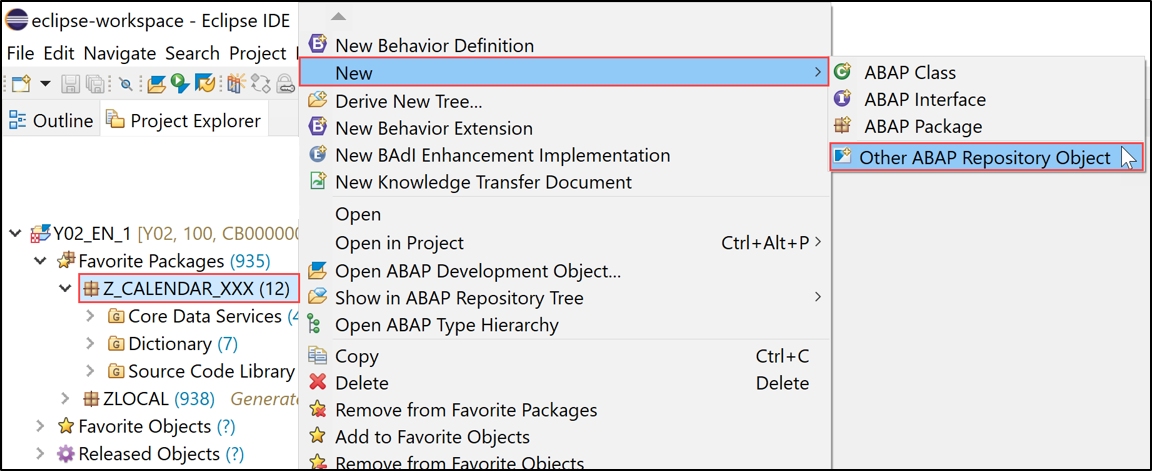 eclipse-workspace - Eclipse IDE
File Edit Navigate Search Project
Outline
Project Explorer
Y02_EN_1 [Y02, 100, CB000000
Favorite Packages (935)
Z_CALENDAR_XXX (12)
Core Data Services (4
Dictionary (7)
Source Code Library
ZLOCAL (938) Generate
Favorite Objects (?)
Released Objects (?)
New Behavior Definition
New
Derive New Tree...
New Behavior Extension
New BAdI Enhancement Implementation
New Knowledge Transfer Document
Open
Open in Project Ctrl+Alt+P
Open ABAP Development Object...
Show in ABAP Repository Tree
Open ABAP Type Hierarchy
Copy Ctrl+C
Delete Delete
Remove from Favorite Packages
Add to Favorite Objects
Remove from Favorite Objects
ABAP Class
ABAP Interface
ABAP Package
Other ABAP Repository Object